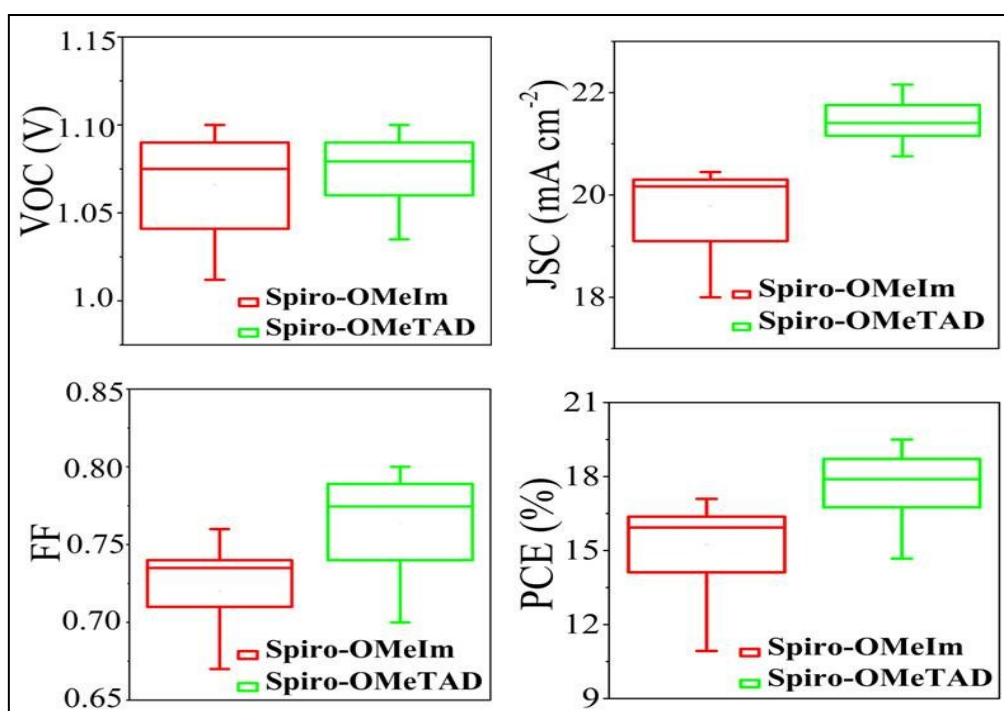 VOC (V)
1.15
1.10
1.05
1.0
Spiro-OMeIm
Spiro-OMeTAD
JSC (mA cm-2)
22
20
18
Spiro-OMeIm
Spiro-OMeTAD
FF
0.85
0.80
0.75
0.70
0.65
Spiro-OMeIm
Spiro-OMeTAD
PCE (%)
21
18
15
12
9
Spiro-OMeIm
Spiro-OMeTAD